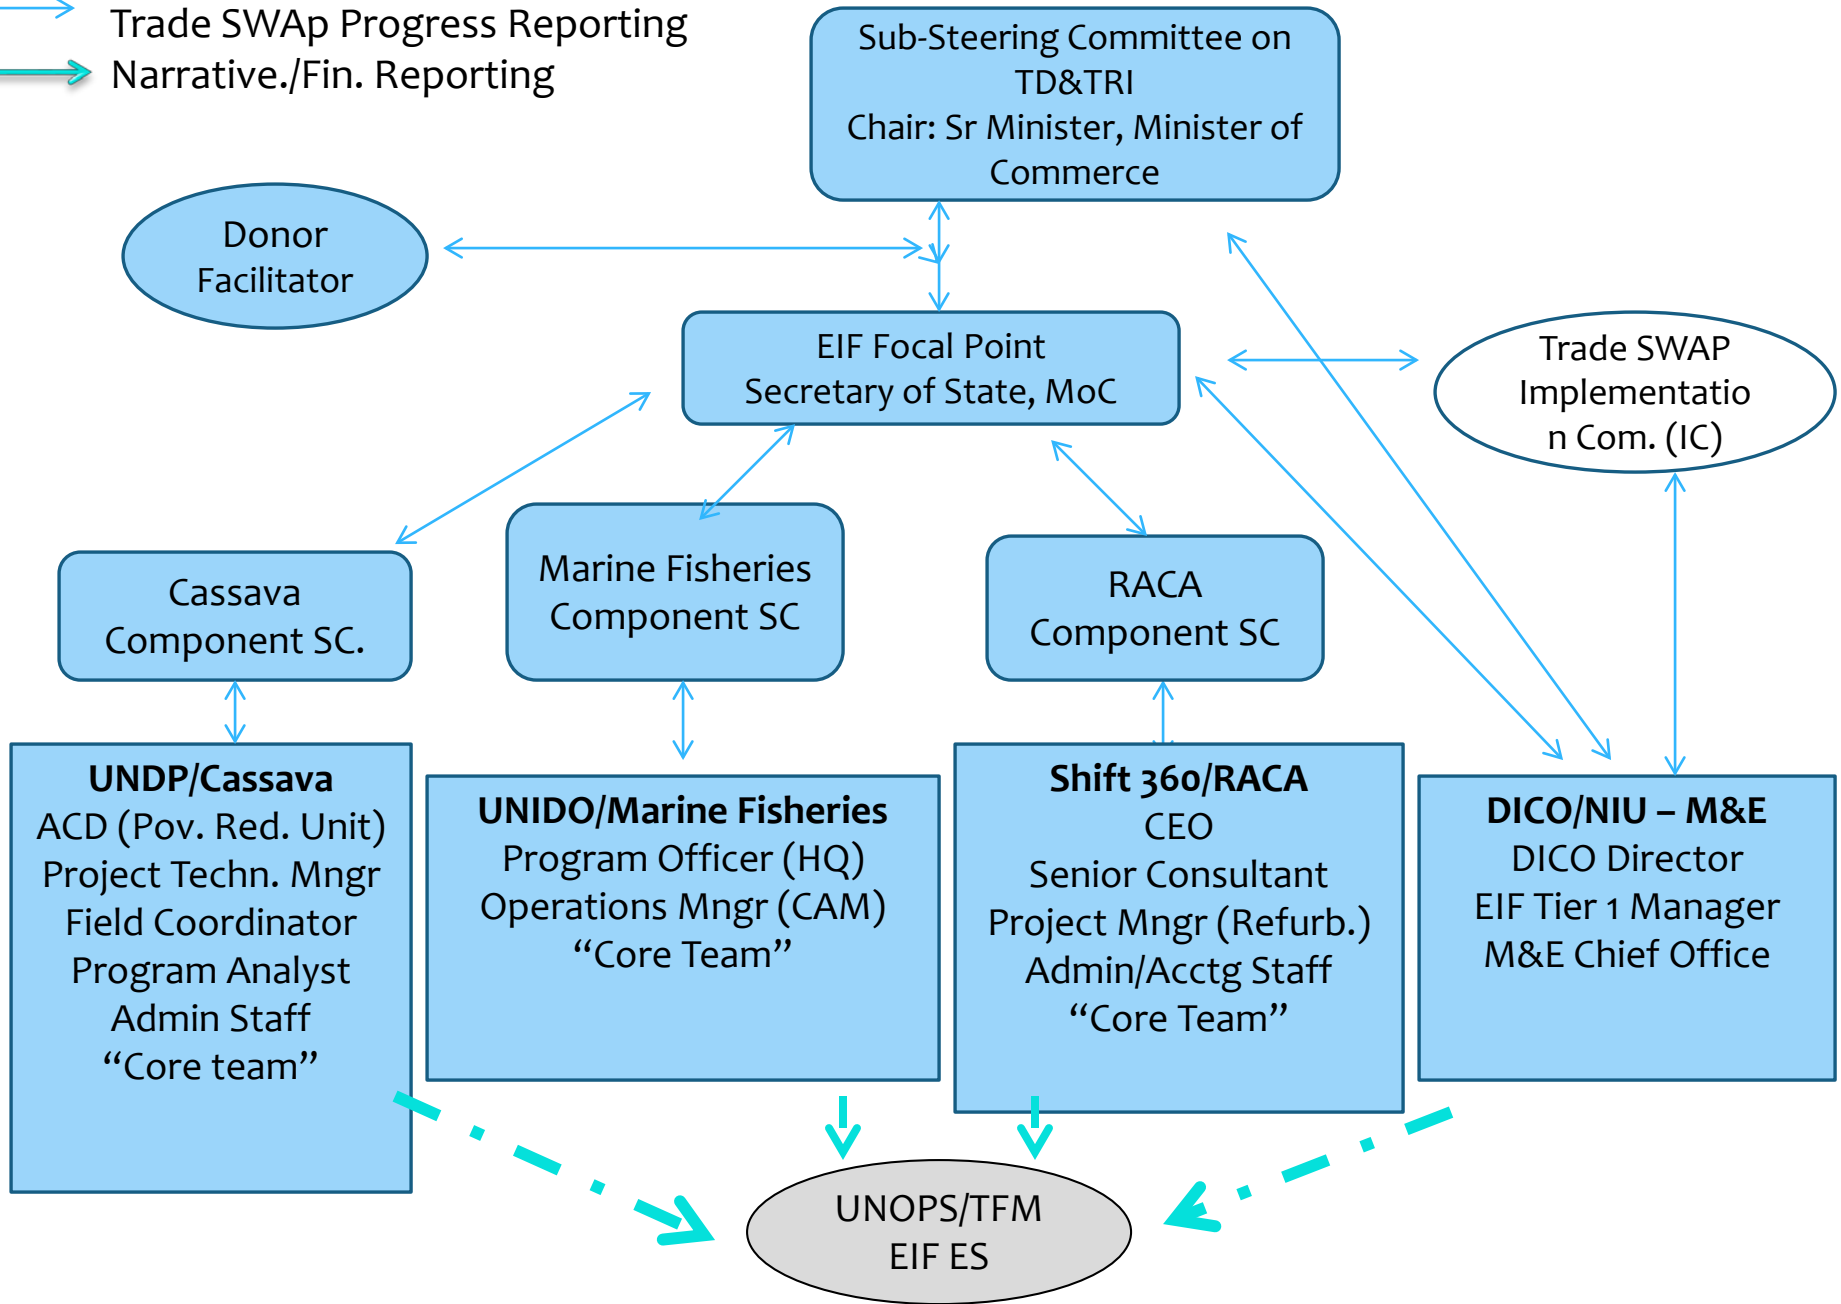 Trade SWAp Progress Reporting
Narrative./Fin. Reporting
Sub-Steering Committee on
TD&TRI
Chair: Sr Minister, Minister of
Commerce
Donor
Facilitator
EIF Focal Point
Secretary of State, MoC
Trade SWAP
Implementatio
n Com. (IC)
Cassava
Component SC.
Marine Fisheries
Component SC
RACA
Component SC
UNDP/Cassava
ACD (Pov. Red. Unit)
Project Techn. Mngr
Field Coordinator
Program Analyst
Admin Staff
“Core team”
UNIDO/Marine Fisheries
Program Officer (HQ)
Operations Mngr (CAM)
“Core Team”
Shift 360/RACA
CEO
Senior Consultant
Project Mngr (Refurb.)
Admin/Acctg Staff
“Core Team”
DICO/NIU – M&E
DICO Director
EIF Tier 1 Manager
M&E Chief Office
UNOPS/TFM
EIF ES